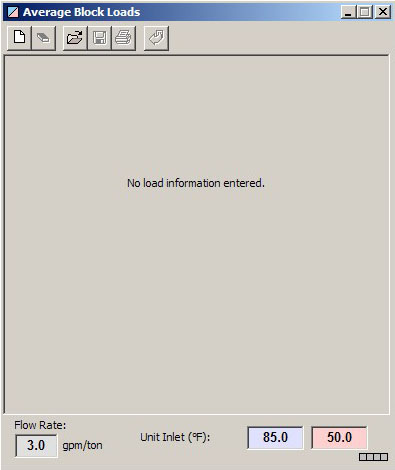 Average Block Loads
No load information entered.
Flow Rate:
3.0 gpm/ton
Unit Inlet (ºF): 85.0 50.0